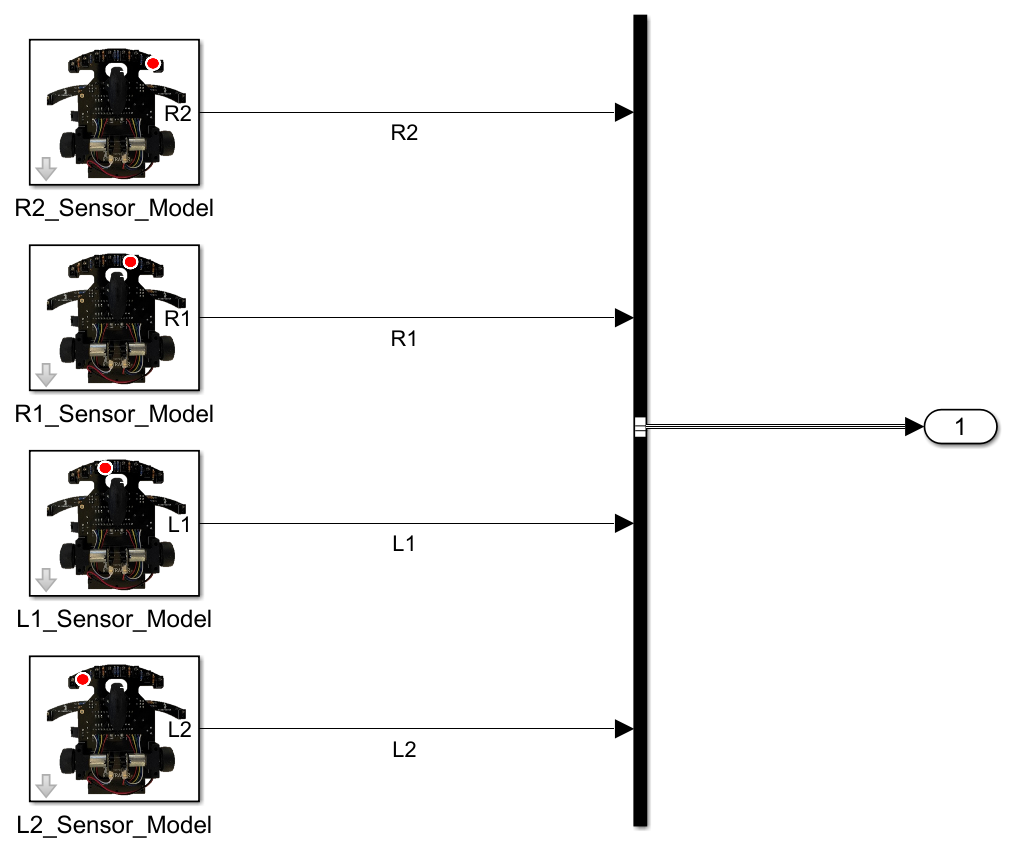 R2
R2
R2_Sensor_Model
R1
R1
R1_Sensor_Model
1
L1
L1
L1_Sensor_Model
L2
L2
L2_Sensor_Model